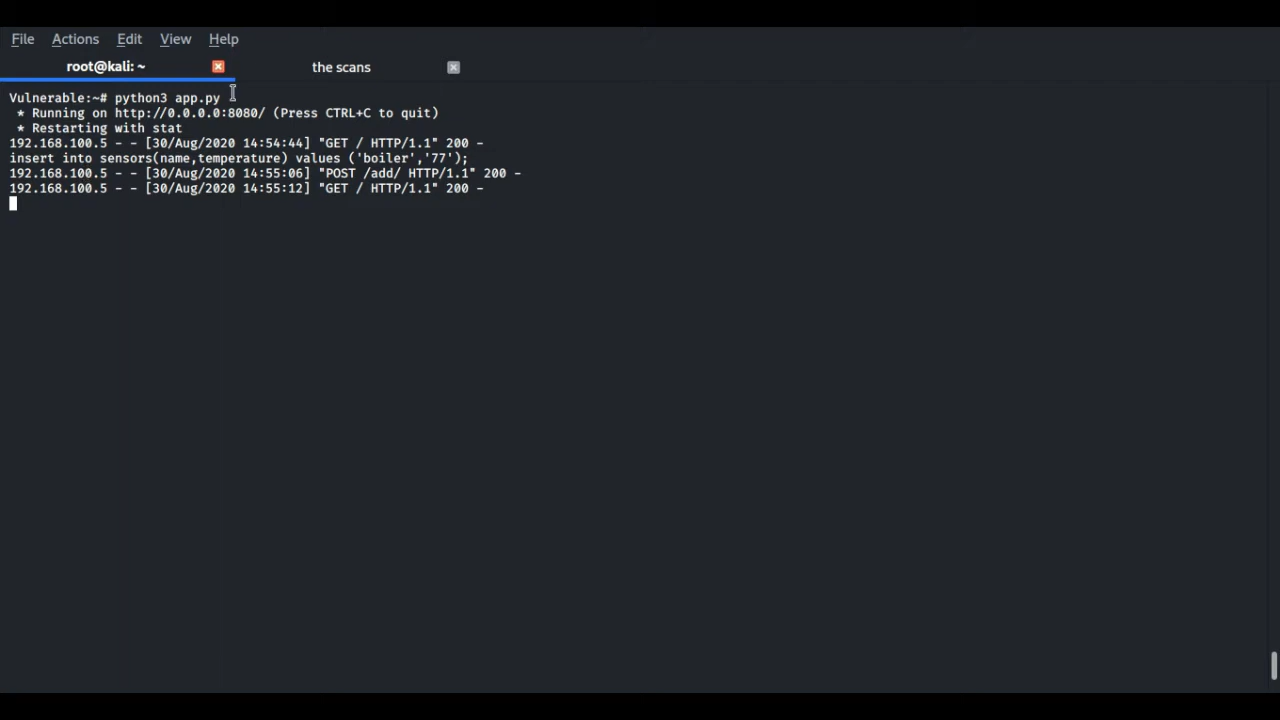 File Actions Edit View Help
root@kali: ~ the scans
Vulnerable:~# python3 app.py
* Running on http://0.0.0.0:8080/ (Press CTRL+C to quit)
* Restarting with stat
192.168.100.5 - - [30/Aug/2020 14:54:44] "GET / HTTP/1.1" 200 -
insert into sensors(name,temperature) values ('boiler','77');
192.168.100.5 - - [30/Aug/2020 14:55:06] "POST /add/ HTTP/1.1" 200 -
192.168.100.5 - - [30/Aug/2020 14:55:12] "GET / HTTP/1.1" 200 -